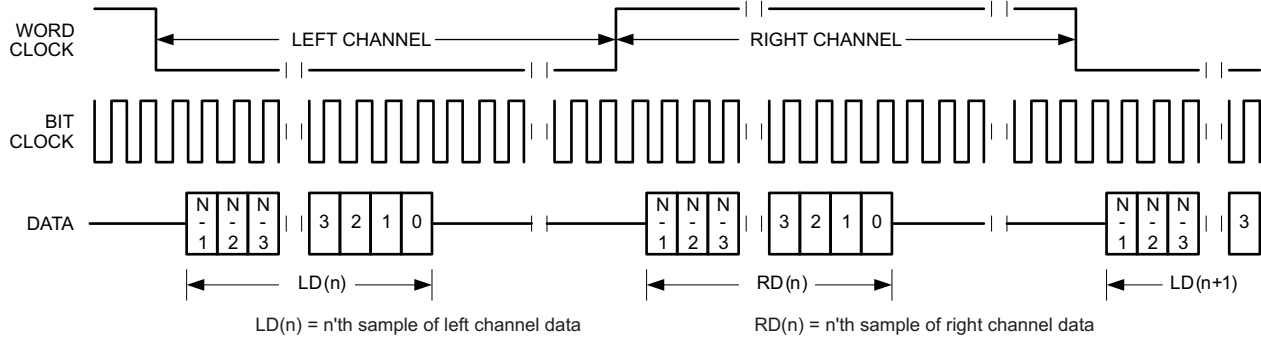 WORD
CLOCK
LEFT CHANNEL
RIGHT CHANNEL
BIT
CLOCK
DATA
N
-
1
N
-
2
N
-
3
3
2
1
0
N
-
1
N
-
2
N
-
3
3
2
1
0
N
-
1
N
-
2
N
-
3
3
LD(n)
RD(n)
LD(n+1)
LD(n) = n'th sample of left channel data
RD(n) = n'th sample of right channel data